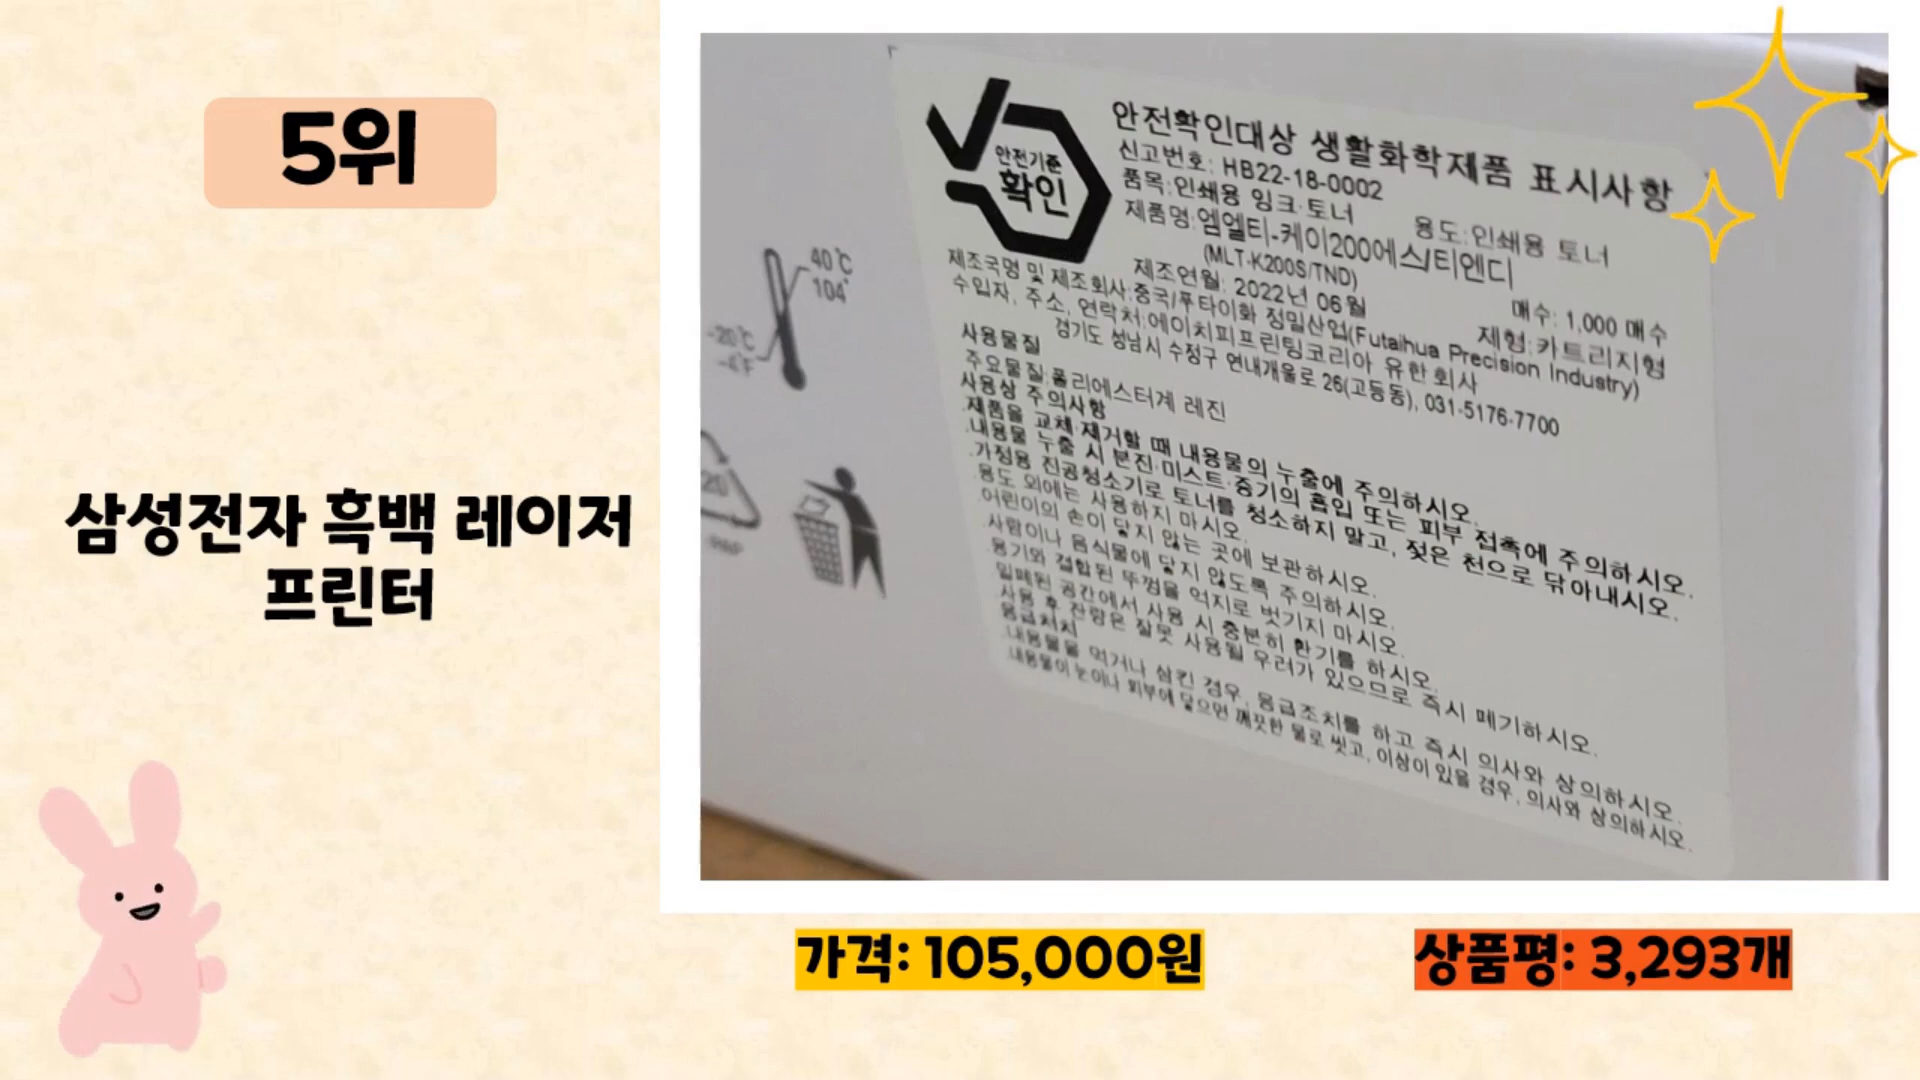 5위
삼성전자 흑백 레이저
프린터
안전기준
확인
안전확인대상 생활화학제품 표시사항
신고번호: HB22-18-0002
품목:인쇄용 잉크·토너 용도:인쇄용 토너
제품명:엠엘티-케이200에스/티엔디
(MLT-K200S/TND) 매수: 1,000 매수
제조연월: 2022년 06월 제형:카트리지형
제조국명 및 제조회사:중국/푸타이화 정밀산업(Futaihua Precision Industry)
수입자, 주소, 연락처:에이치피프린팅코리아 유한회사
경기도 성남시 수정구 연내개울로 26(고등동), 031-5176-7700
사용물질
주요물질:폴리에스터계 레진
사용상 주의사항
.제품을 교체·제거할 때 내용물의 누출에 주의하시오.
.내용물 누출 시 분진·미스트·증기의 흡입 또는 피부 접촉에 주의하시오.
.가정용 진공청소기로 토너를 청소하지 말고, 젖은 천으로 닦아내시오.
.용도 외에는 사용하지 마시오.
.어린이의 손이 닿지 않는 곳에 보관하시오.
.사람이나 음식물에 닿지 않도록 주의하시오.
.용기와 결합된 뚜껑을 억지로 벗기지 마시오.
.밀폐된 공간에서 사용 시 충분히 환기를 하시오.
.사용 후 잔량은 잘못 사용될 우려가 있으므로 즉시 폐기하시오.
응급처치
.내용물을 먹거나 삼킨 경우, 응급조치를 하고 즉시 의사와 상의하시오.
.내용물이 눈이나 피부에 닿으면 깨끗한 물로 씻고, 이상이 있을 경우, 의사와 상의하시오.
40℃
104
-20℃
-4℉
20
PAP
가격: 105,000원
상품평: 3,293개